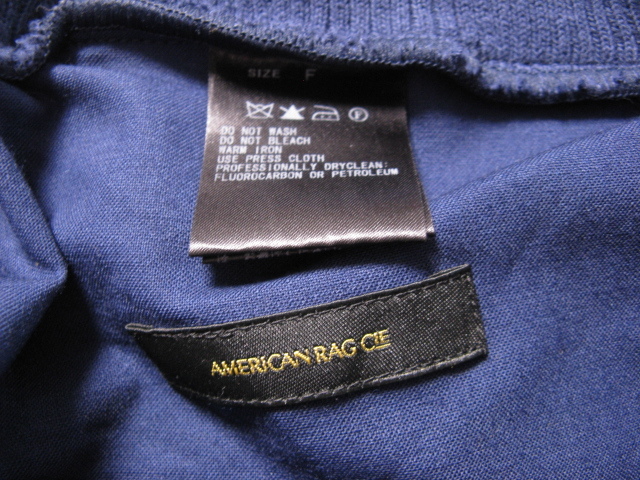 SIZE F
DO NOT WASH
DO NOT BLEACH
WARM IRON
USE PRESS CLOTH
PROFESSIONALLY DRYCLEAN:
FLUOROCARBON OR PETROLEUM
AMERICAN RAG CIE